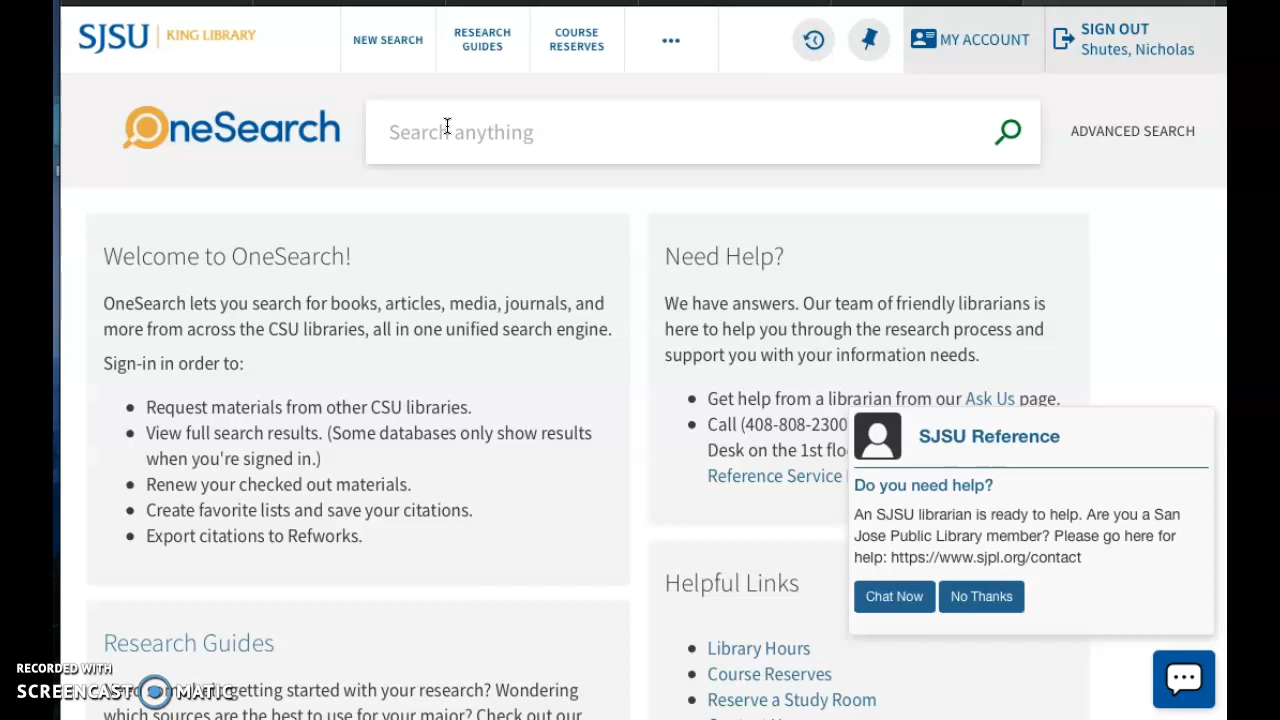 SJSU KING LIBRARY
NEW SEARCH
RESEARCH
GUIDES
COURSE
RESERVES
MY ACCOUNT
SIGN OUT
Shutes, Nicholas
OneSearch
Search anything
ADVANCED SEARCH
Welcome to OneSearch!
OneSearch lets you search for books, articles, media, journals, and
more from across the CSU libraries, all in one unified search engine.
Sign-in in order to:
Request materials from other CSU libraries.
View full search results. (Some databases only show results
when you're signed in.)
Renew your checked out materials.
Create favorite lists and save your citations.
Export citations to Refworks.
Research Guides
getting started with your research? Wondering
which sources are the best to use for your major? Check out our
Need Help?
We have answers. Our team of friendly librarians is
here to help you through the research process and
support you with your information needs.
Get help from a librarian from our Ask Us page.
Call (408-808-2300
Desk on the 1st flo
Reference Service
Helpful Links
Library Hours
Course Reserves
Reserve a Study Room
SJSU Reference
Do you need help?
An SJSU librarian is ready to help. Are you a San
Jose Public Library member? Please go here for
help: https://www.sjpl.org/contact
Chat Now
No Thanks
RECORDED WITH
SCREENCAST MATIC